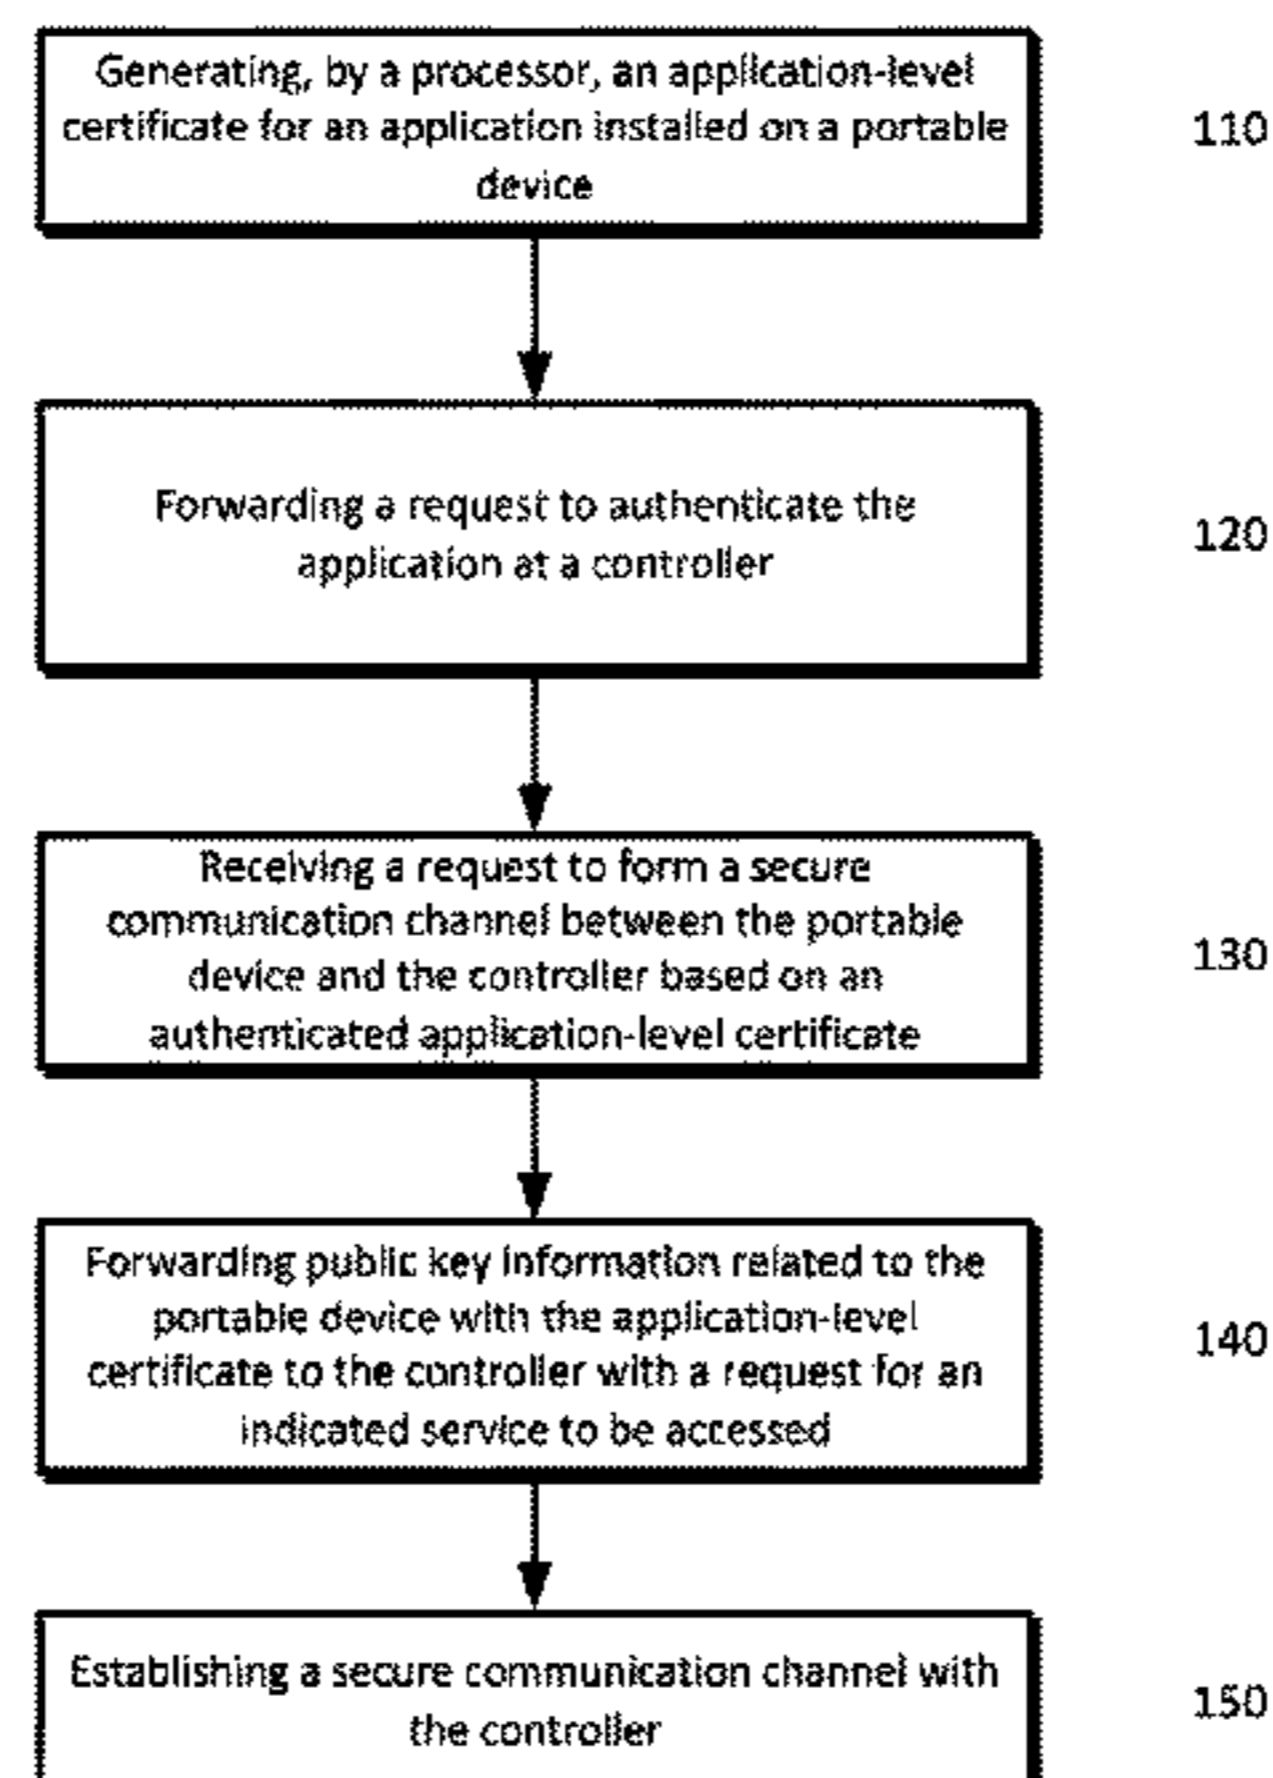 Generating, by a processor, an application-level
certificate for an application installed on a portable
device
110
Forwarding a request to authenticate the
application at a controller
120
Receiving a request to form a secure
communication channel between the portable
device and the controller based on an
authenticated application-level certificate
130
Forwarding public key information related to the
portable device with the application-level
certificate to the controller with a request for an
indicated service to be accessed
140
Establishing a secure communication channel with
the controller
150